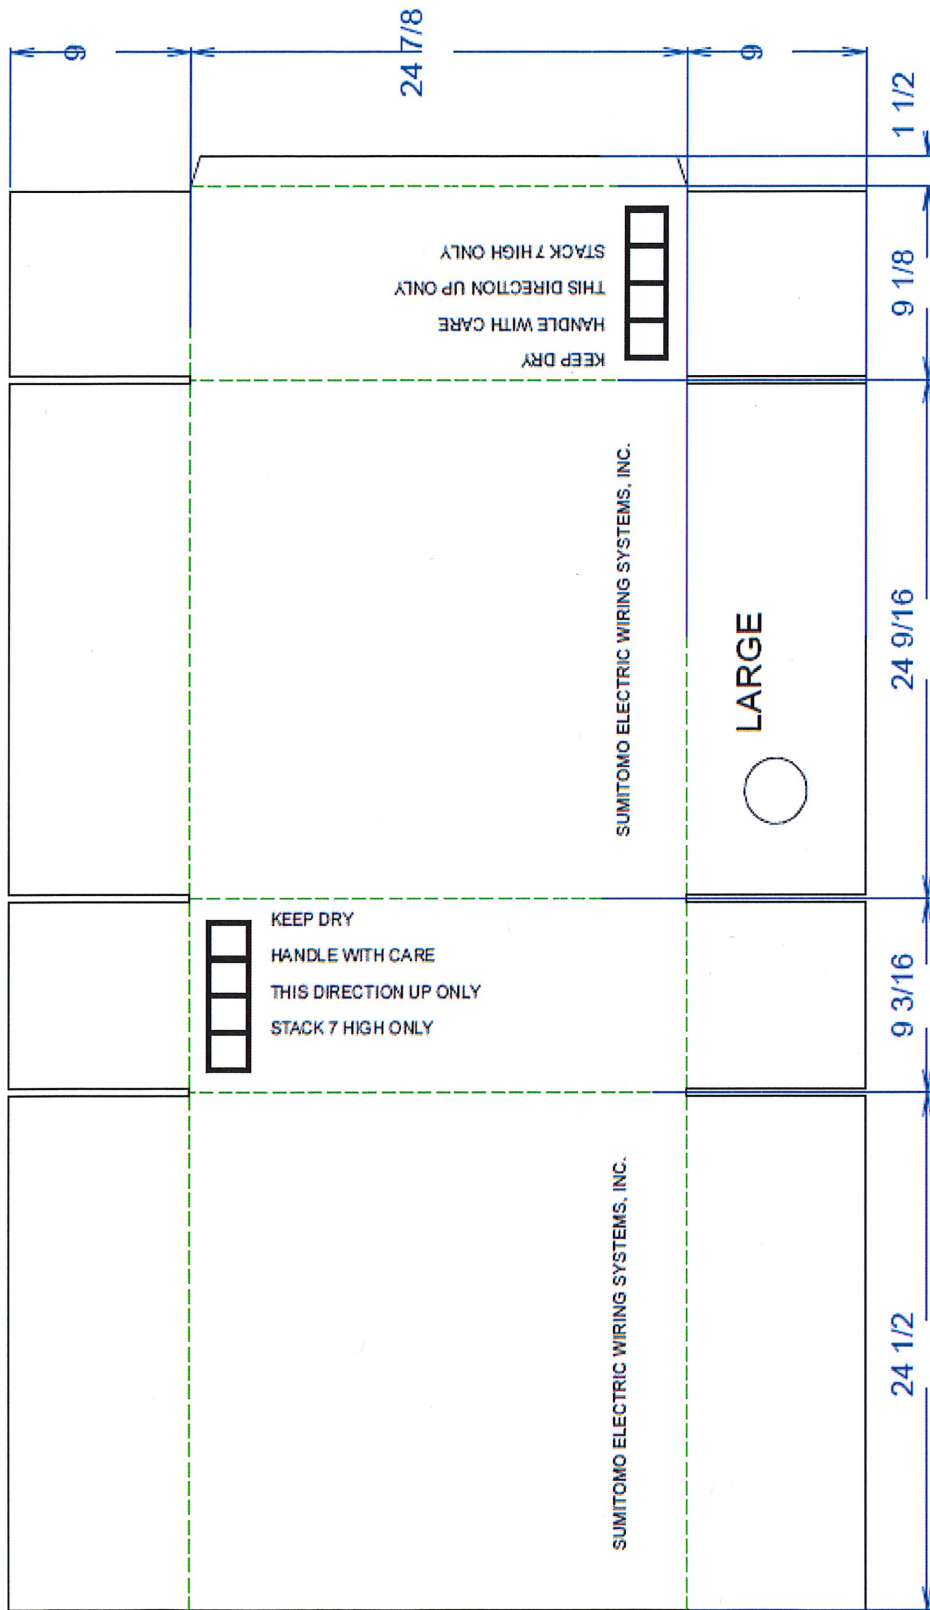 9
24 7/8
9
1 1/2
STACK 7 HIGH ONLY
THIS DIRECTION UP ONLY
HANDLE WITH CARE
KEEP DRY
9 1/8
SUMITOMO ELECTRIC WIRING SYSTEMS, INC.
LARGE
24 9/16
KEEP DRY
HANDLE WITH CARE
THIS DIRECTION UP ONLY
STACK 7 HIGH ONLY
9 3/16
SUMITOMO ELECTRIC WIRING SYSTEMS, INC.
24 1/2